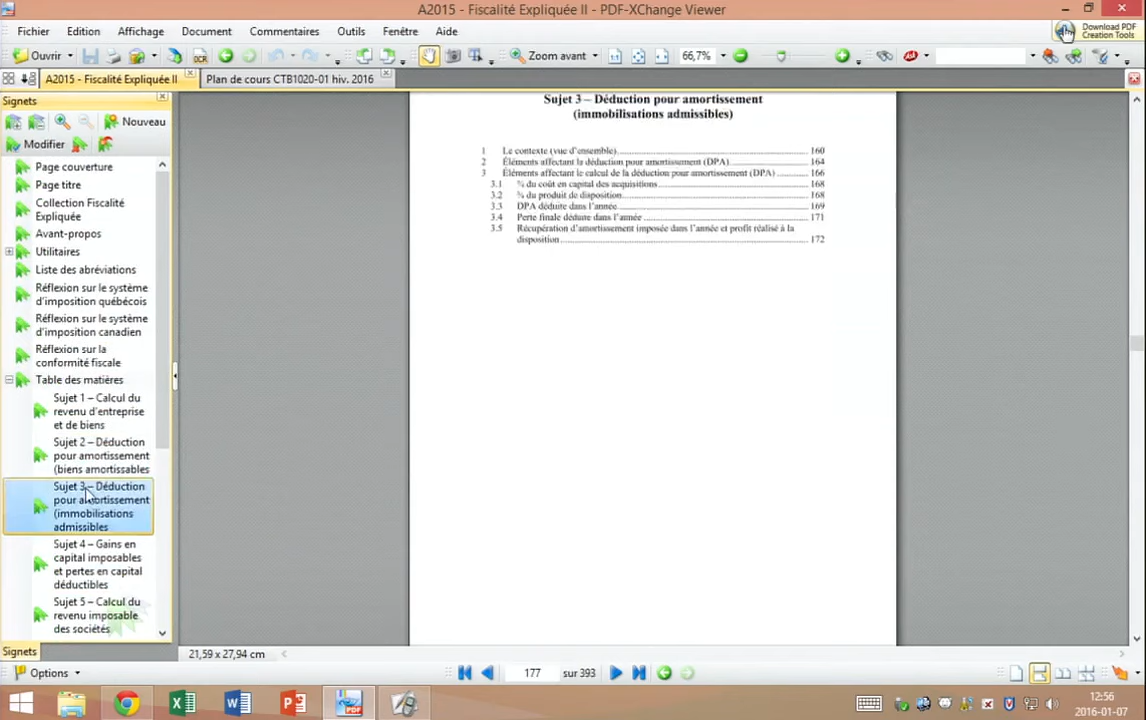 A2015 - Fiscalité Expliquée II - PDF-XChange Viewer
Fichier Edition Affichage Document Commentaires Outils Fenêtre Aide
Download PDF
Creation Tools
Ouvrir OCR Zoom avant 66,7%
A2015 - Fiscalité Expliquée II Plan de cours CTB1020-01 hiv. 2016
Signets
Nouveau
Modifier
Page couverture
Page titre
Collection Fiscalité
Expliquée
Avant-propos
Utilitaires
Liste des abréviations
Réflexion sur le système
d'imposition québécois
Réflexion sur le système
d'imposition canadien
Réflexion sur la
conformité fiscale
Table des matières
Sujet 1 – Calcul du
revenu d'entreprise
et de biens
Sujet 2 – Déduction
pour amortissement
(biens amortissables
Sujet 3 – Déduction
pour amortissement
(immobilisations
admissibles
Sujet 4 – Gains en
capital imposables
et pertes en capital
déductibles
Sujet 5 – Calcul du
revenu imposable
des sociétés
Signets
Options
Sujet 3 – Déduction pour amortissement
(immobilisations admissibles)
1 Le contexte (vue d'ensemble) 160
2 Éléments affectant la déduction pour amortissement (DPA) 164
3 Éléments affectant le calcul de la déduction pour amortissement (DPA) 166
3.1 ¾ du coût en capital des acquisitions 168
3.2 ¾ du produit de disposition 168
3.3 DPA déduite dans l'année 169
3.4 Perte finale déduite dans l'année 171
3.5 Récupération d'amortissement imposée dans l'année et profit réalisé à la
disposition 172
21,59 x 27,94 cm
177 sur 393
12:56
2016-01-07